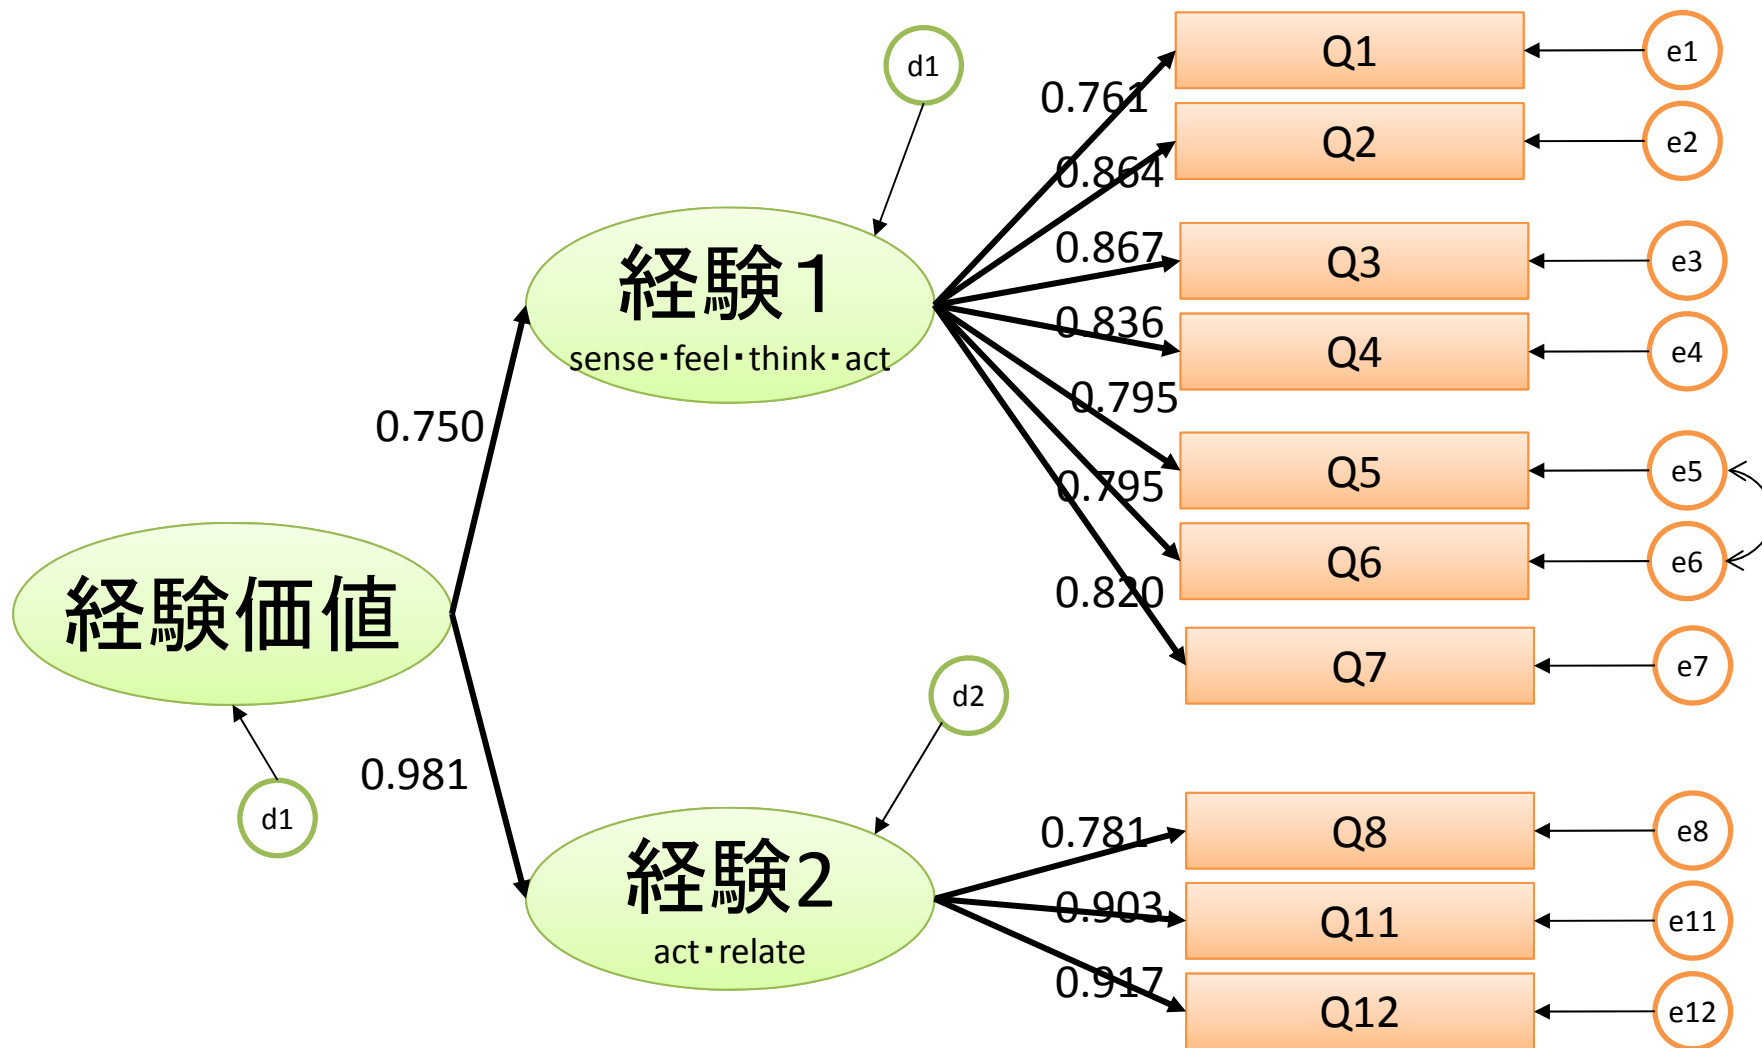 d1
Q1
e1
0.761
Q2
e2
0.864
経験1
sense・feel・think・act
0.867
Q3
e3
0.836
Q4
e4
0.750
0.795
Q5
e5
0.795
Q6
e6
経験価値
0.820
Q7
e7
d2
0.981
d1
経験2
act・relate
0.781
Q8
e8
0.903
Q11
e11
0.917
Q12
e12